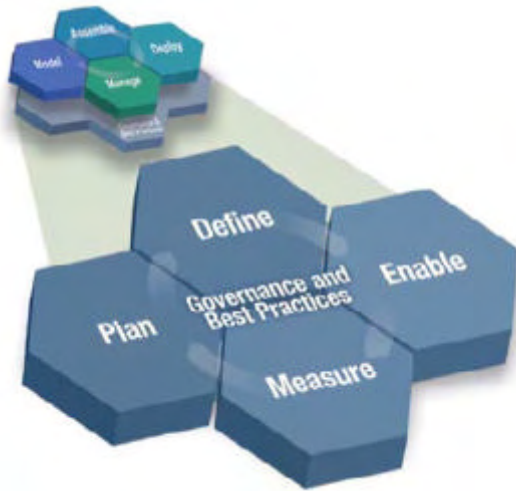 Assemble
Model
Deploy
Manage
Define
Enable
Governance and
Best Practices
Plan
Measure